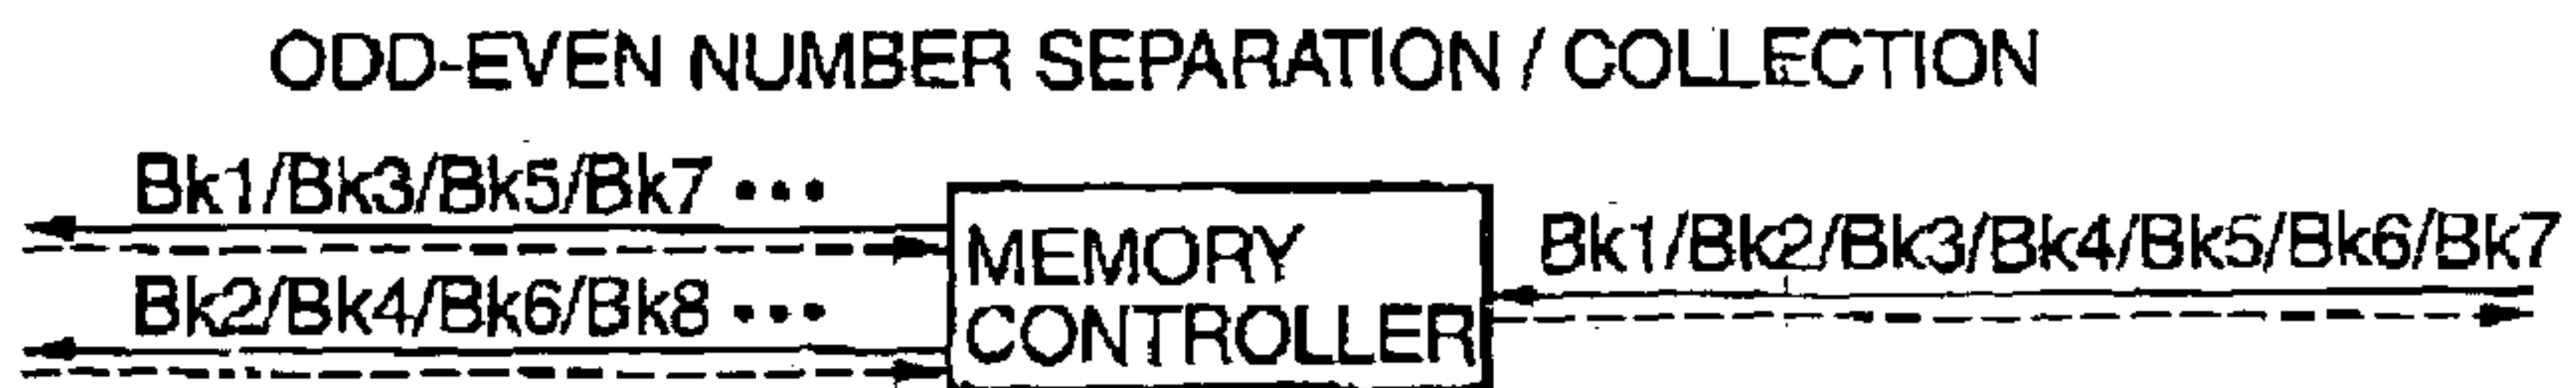 ODD-EVEN NUMBER SEPARATION / COLLECTION
Bk1/Bk3/Bk5/Bk7 •••
MEMORY
CONTROLLER
Bk1/Bk2/Bk3/Bk4/Bk5/Bk6/Bk7
Bk2/Bk4/Bk6/Bk8 •••